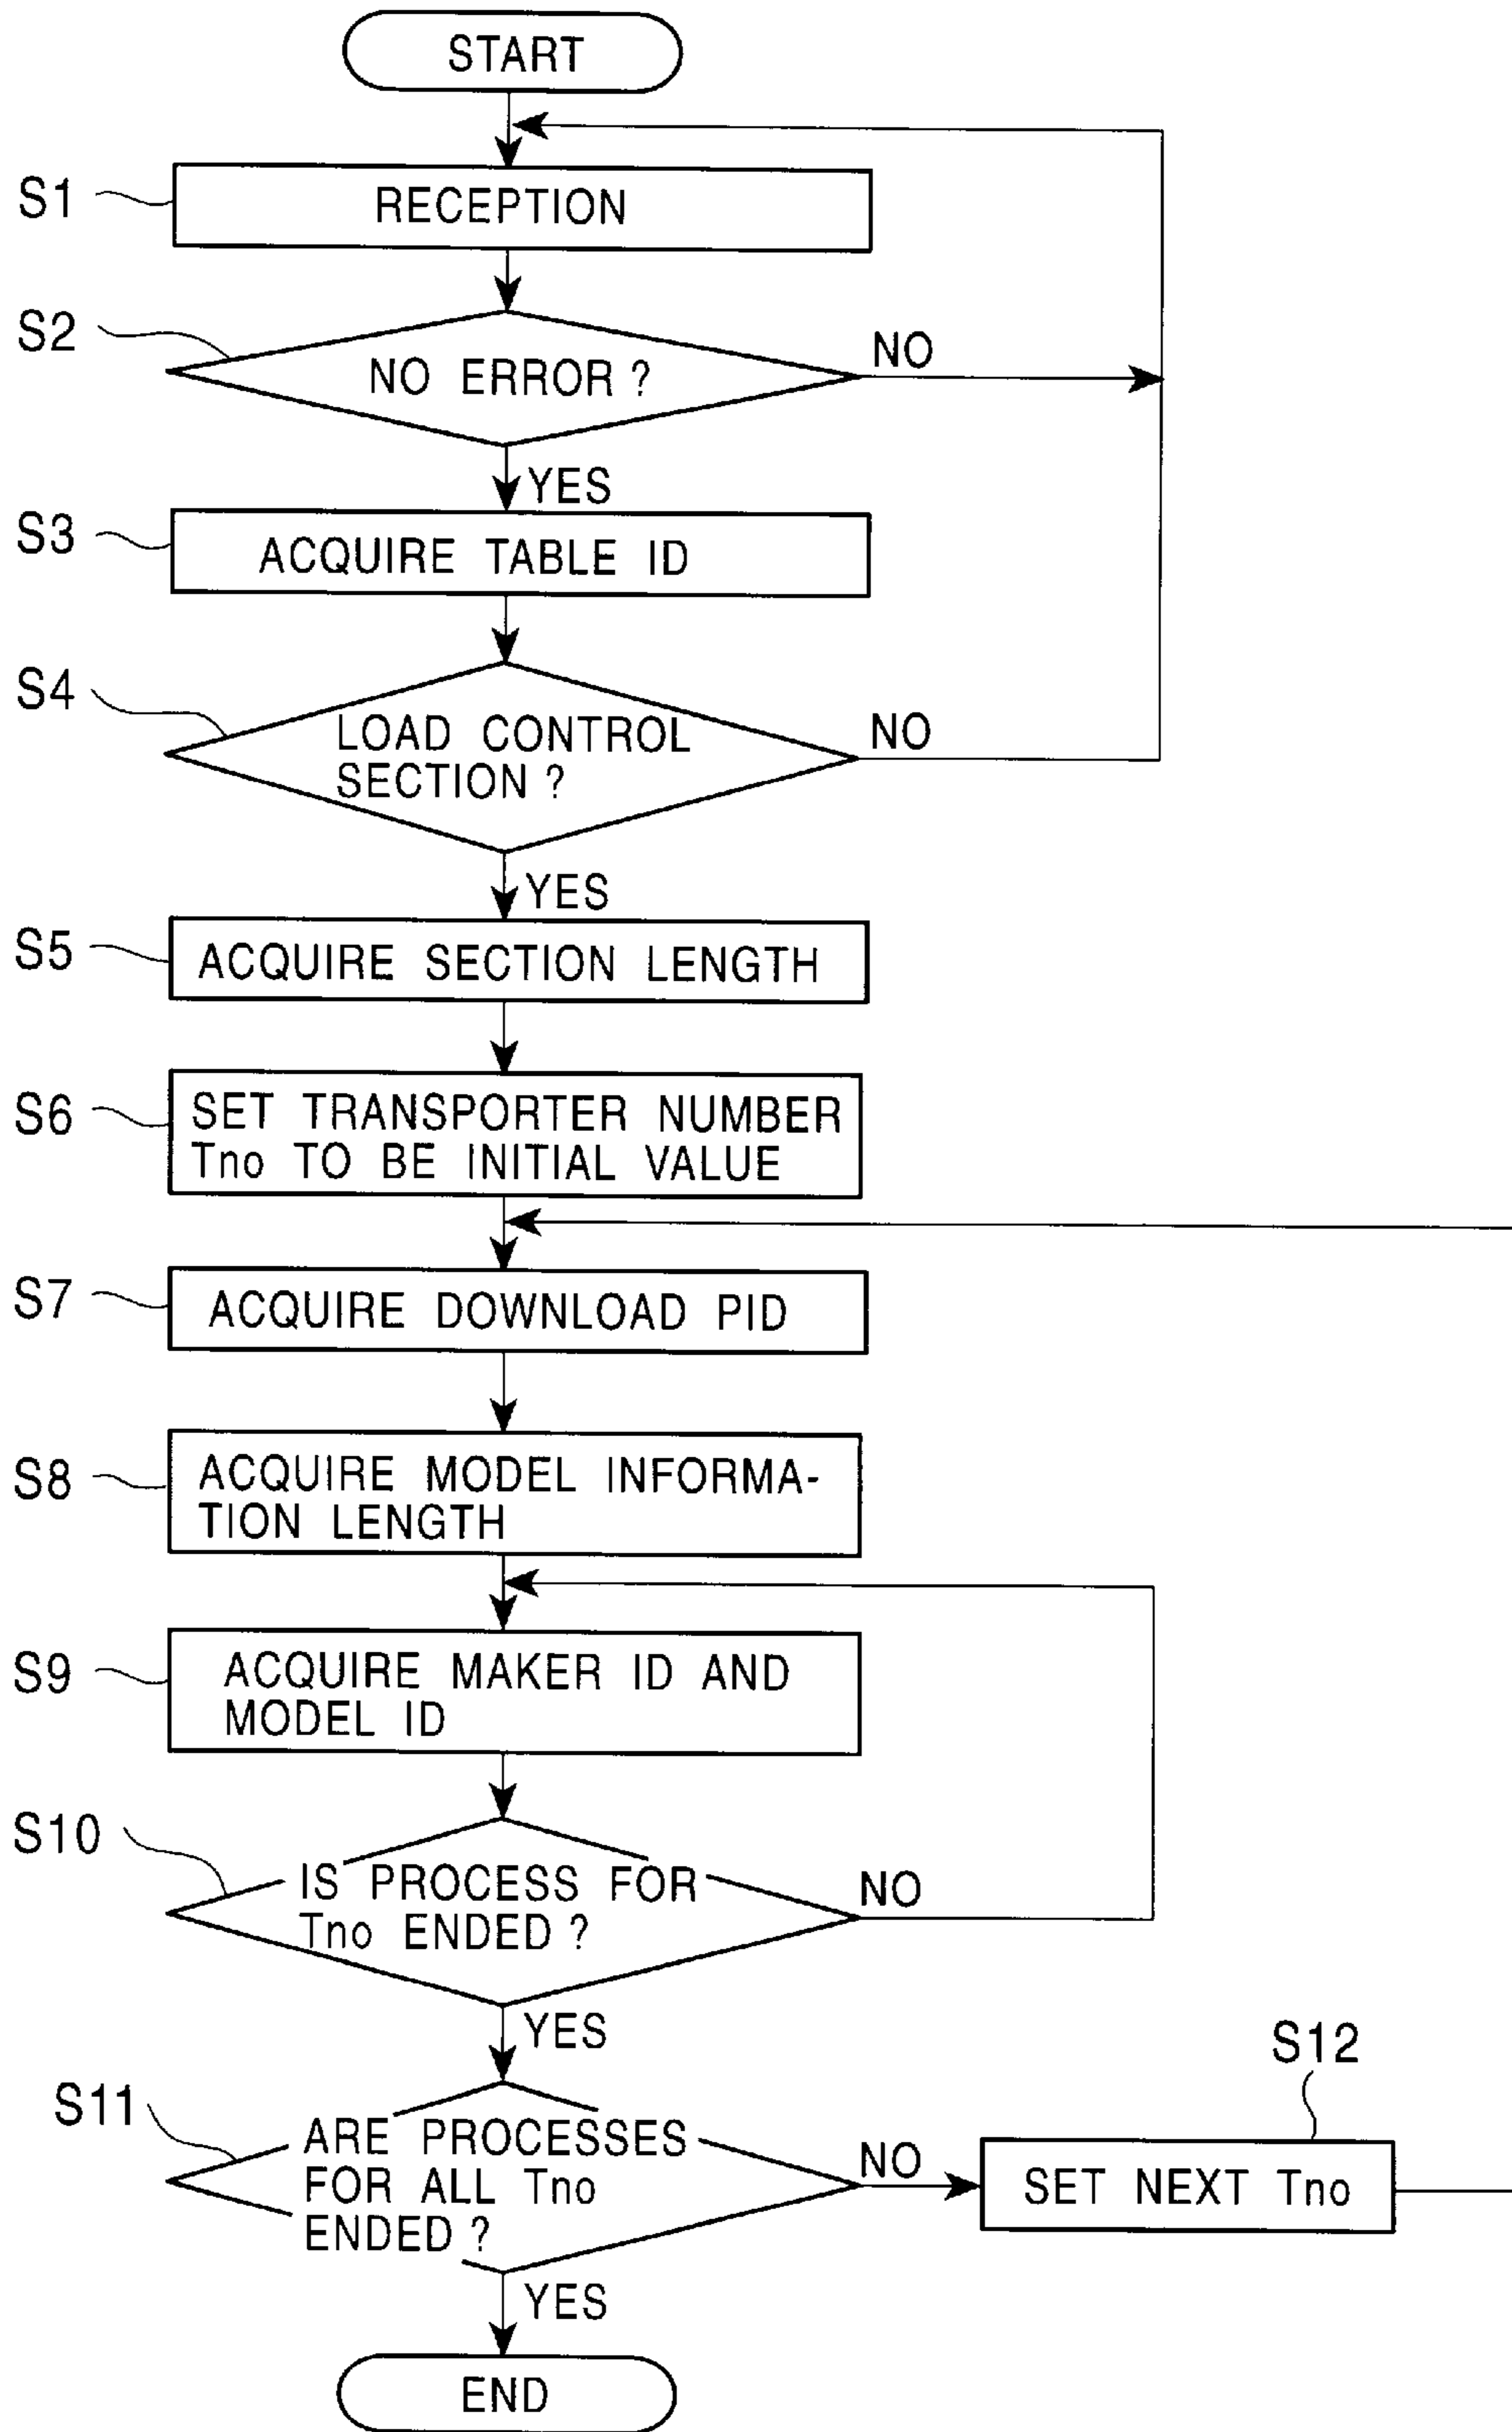 START
S1
RECEPTION
S2
NO ERROR ?
NO
YES
S3
ACQUIRE TABLE ID
S4
LOAD CONTROL
SECTION ?
NO
YES
S5
ACQUIRE SECTION LENGTH
S6
SET TRANSPORTER NUMBER
Tno TO BE INITIAL VALUE
S7
ACQUIRE DOWNLOAD PID
S8
ACQUIRE MODEL INFORMA-
TION LENGTH
S9
ACQUIRE MAKER ID AND
MODEL ID
S10
IS PROCESS FOR
Tno ENDED ?
NO
YES
S11
ARE PROCESSES
FOR ALL Tno
ENDED ?
NO
S12
SET NEXT Tno
YES
END